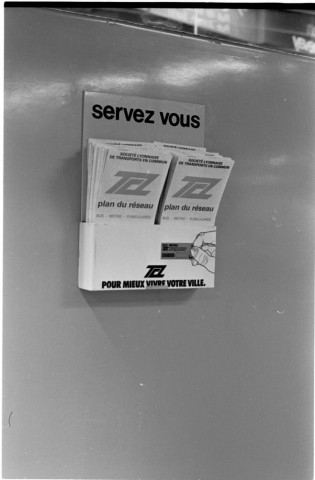 servez vous
SOCIÉTÉ LYONNAISE
DE TRANSPORTS EN COMMUN
TCL
plan du réseau
BUS - METRO - FUNICULAIRES
SOCIÉTÉ LYONNAISE
DE TRANSPORTS EN COMMUN
TCL
plan du réseau
BUS - METRO - FUNICULAIRES
TCL
POUR MIEUX VIVRE VOTRE VILLE.